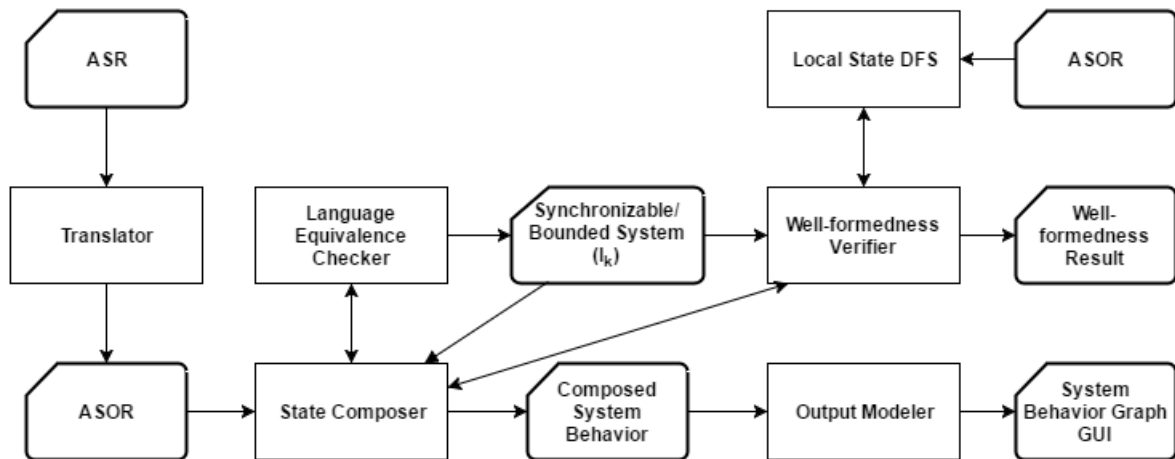 ASR
Local State DFS
ASOR
Translator
Language
Equivalence
Checker
Synchronizable/
Bounded System
(Ik)
Well-formedness
Verifier
Well-
formedness
Result
ASOR
State Composer
Composed
System
Behavior
Output Modeler
System
Behavior Graph
GUI